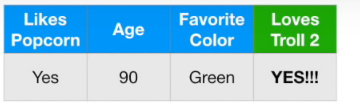 Likes Popcorn Age Favorite Color Loves Troll 2
Yes 90 Green YES!!!